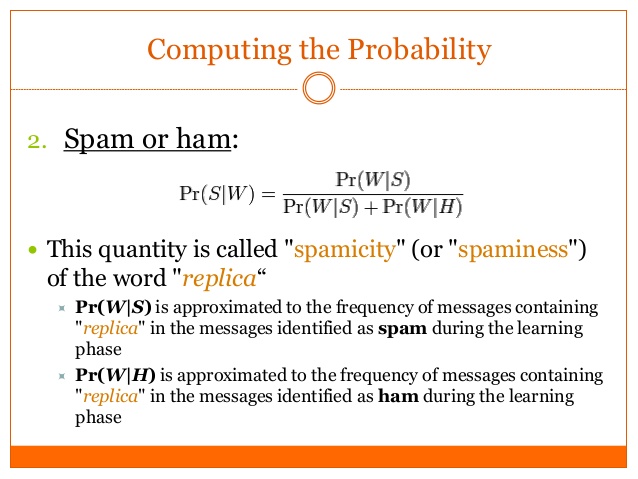 Computing the Probability
2. Spam or ham:
Pr(S|W) = Pr(W|S) / (Pr(W|S) + Pr(W|H))
• This quantity is called "spamicity" (or "spaminess")
of the word "replica“
Pr(W|S) is approximated to the frequency of messages containing
"replica" in the messages identified as spam during the learning
phase
Pr(W|H) is approximated to the frequency of messages containing
"replica" in the messages identified as ham during the learning
phase